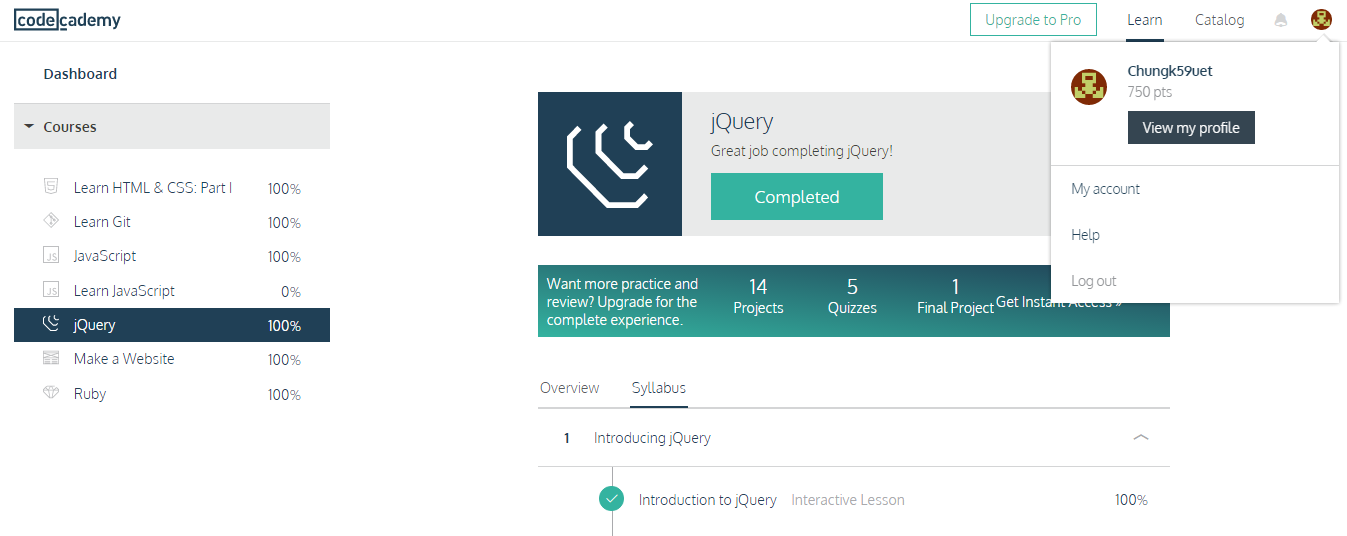 codecademy
Upgrade to Pro
Learn
Catalog
Chungk59uet
750 pts
View my profile
My account
Help
Log out
Dashboard
Courses
Learn HTML & CSS: Part I 100%
Learn Git 100%
JavaScript 100%
Learn JavaScript 0%
jQuery 100%
Make a Website 100%
Ruby 100%
jQuery
Great job completing jQuery!
Completed
Want more practice and
review? Upgrade for the
complete experience.
14
Projects
5
Quizzes
1
Final Project
Get Instant Access »
Overview
Syllabus
1 Introducing jQuery
Introduction to jQuery Interactive Lesson 100%